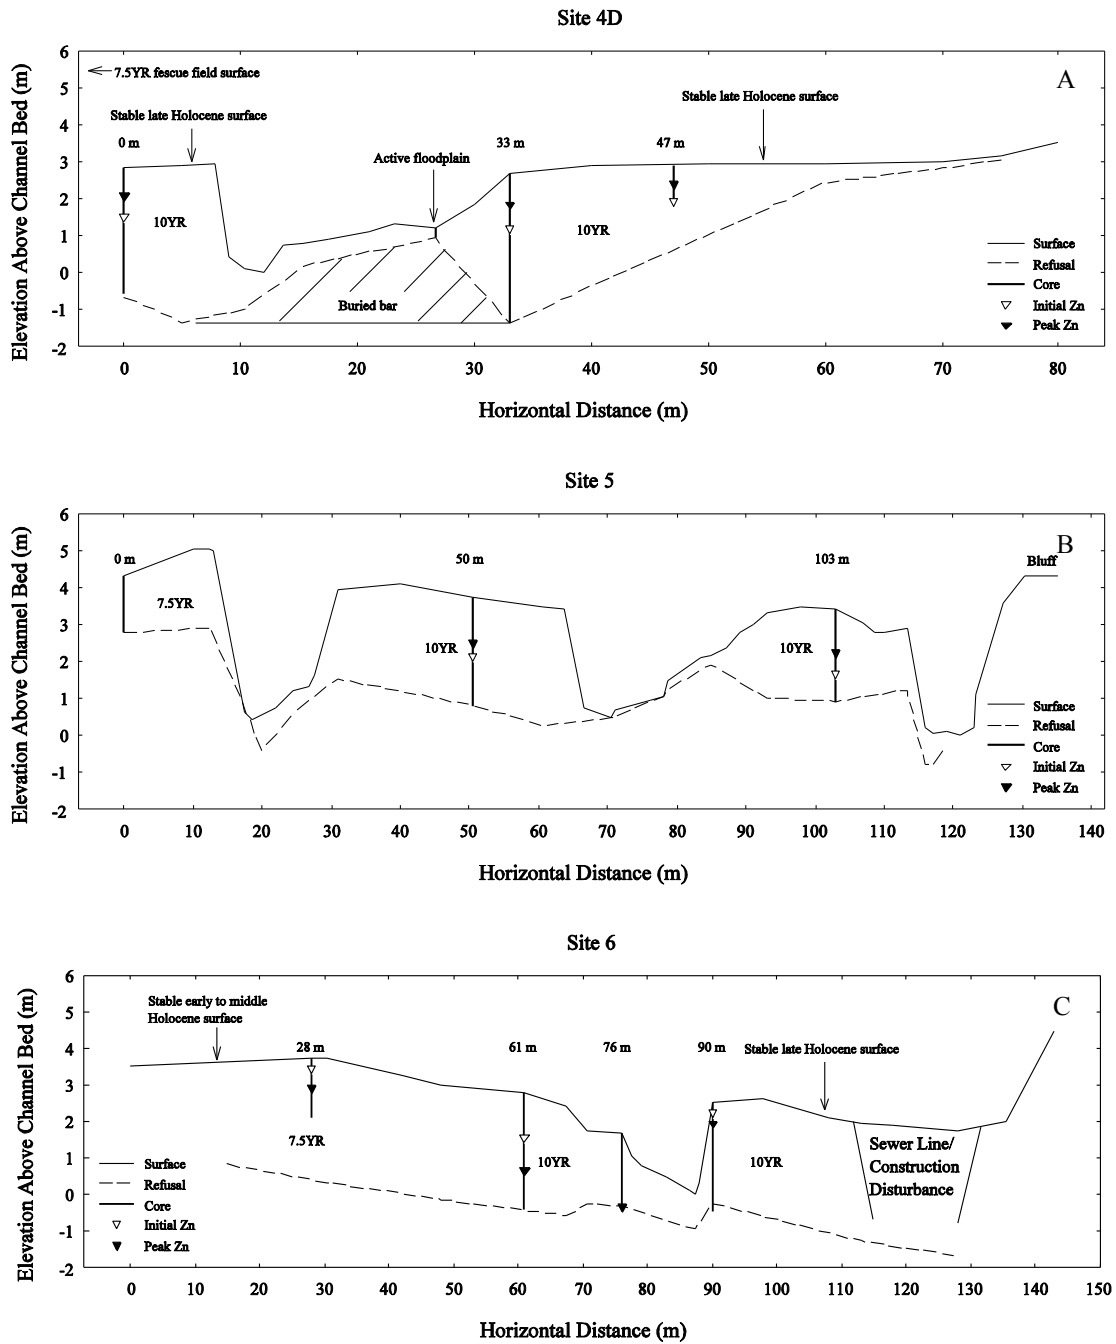 Site 4D
A
7.5YR fescue field surface
Stable late Holocene surface
Stable late Holocene surface
0 m
Active floodplain
33 m
47 m
10YR
10YR
Buried bar
Surface
Refusal
Core
Initial Zn
Peak Zn
6
5
4
3
2
1
0
-1
-2
Elevation Above Channel Bed (m)
0 10 20 30 40 50 60 70 80
Horizontal Distance (m)
Site 5
B
0 m
50 m
103 m
Bluff
7.5YR
10YR
10YR
Surface
Refusal
Core
Initial Zn
Peak Zn
6
5
4
3
2
1
0
-1
-2
Elevation Above Channel Bed (m)
0 10 20 30 40 50 60 70 80 90 100 110 120 130 140
Horizontal Distance (m)
Site 6
C
Stable early to middle
Holocene surface
28 m
61 m
76 m
90 m
Stable late Holocene surface
7.5YR
10YR
10YR
Sewer Line/
Construction
Disturbance
Surface
Refusal
Core
Initial Zn
Peak Zn
6
5
4
3
2
1
0
-1
-2
Elevation Above Channel Bed (m)
0 10 20 30 40 50 60 70 80 90 100 110 120 130 140 150
Horizontal Distance (m)